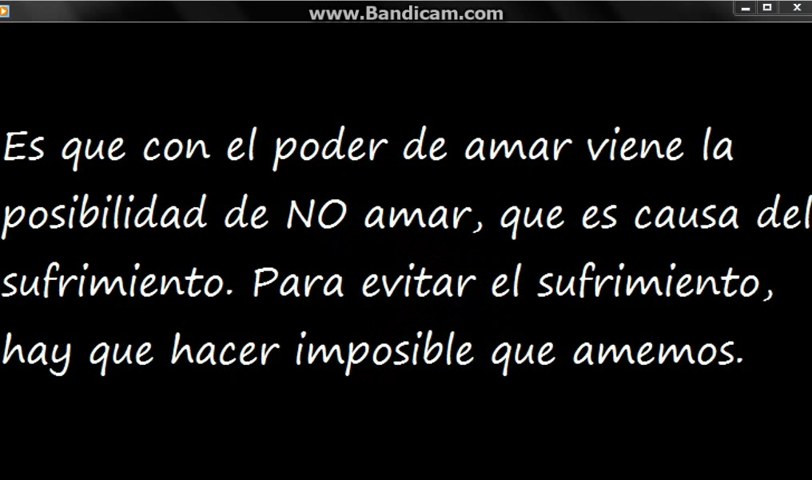 www.Bandicam.com
Es que con el poder de amar viene la
posibilidad de NO amar, que es causa del
sufrimiento. Para evitar el sufrimiento,
hay que hacer imposible que amemos.